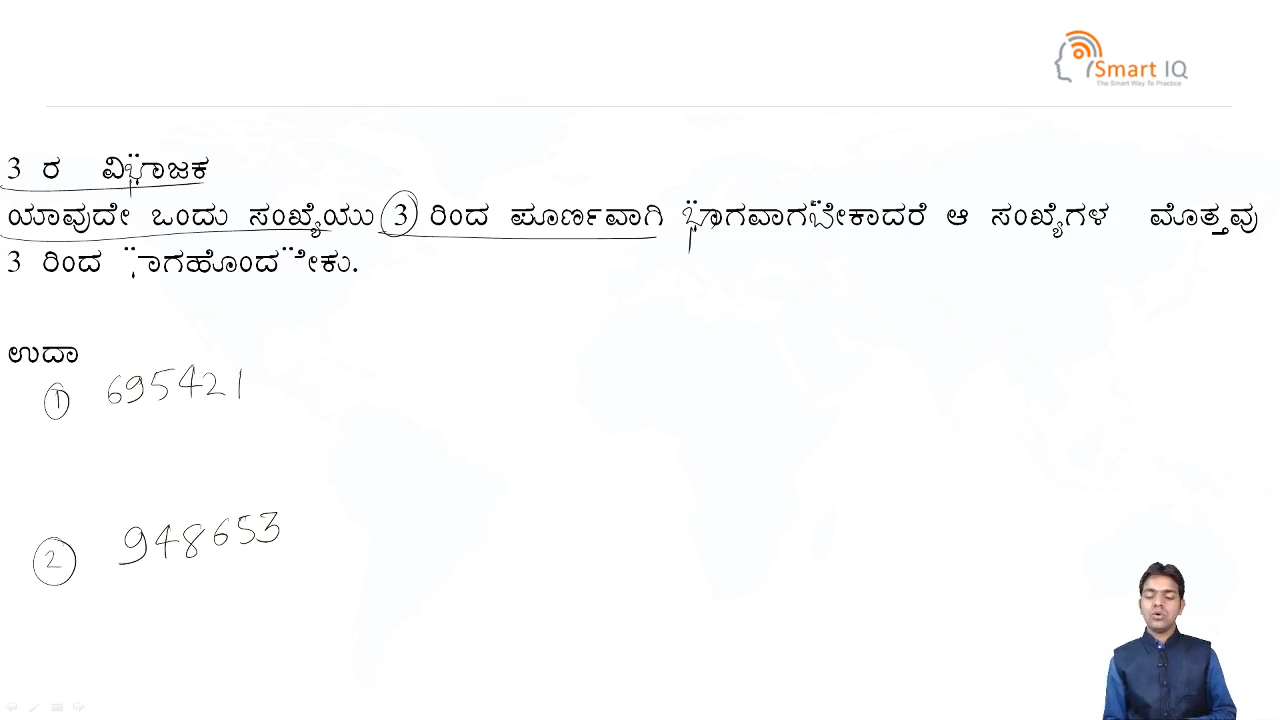 Smart IQ
The Smart Way To Practice
3 ರ ವಿಭಾಜಕ
ಯಾವುದೇ ಒಂದು ಸಂಖ್ಯೆಯು 3 ರಿಂದ ಪೂರ್ಣವಾಗಿ ಭಾಗವಾಗಬೇಕಾದರೆ ಆ ಸಂಖ್ಯೆಗಳ ಮೊತ್ತವು
3 ರಿಂದ ಭಾಗಹೊಂದಬೇಕು.
ಉದಾ
1 695421
2 948653